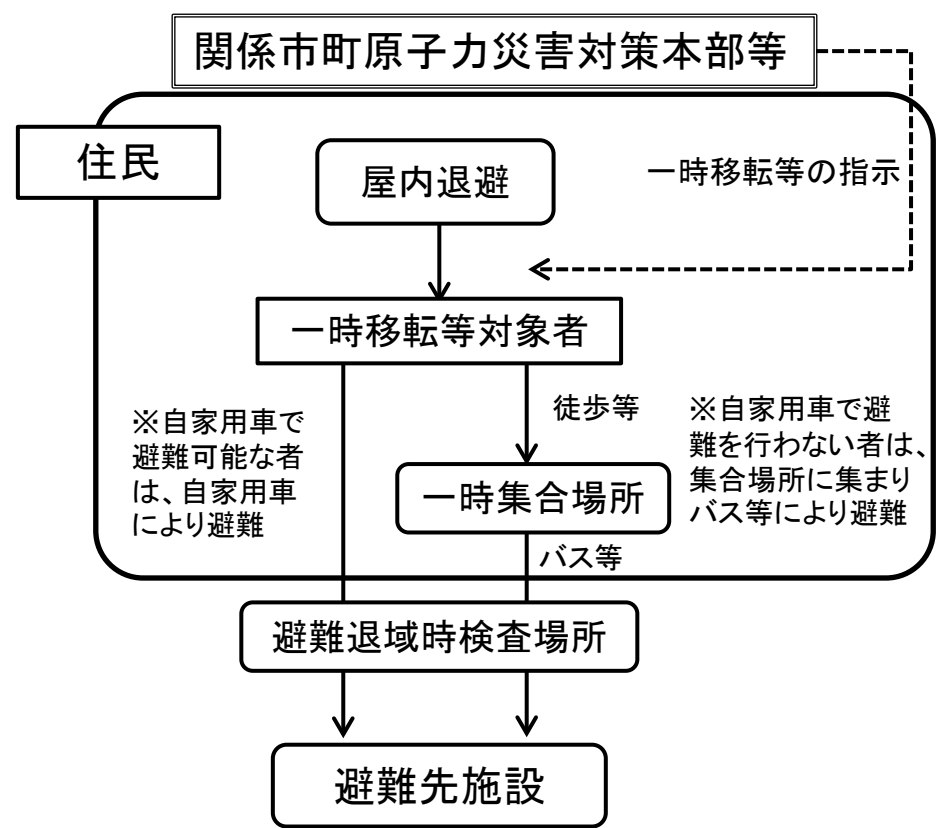 関係市町原子力災害対策本部等
住民
屋内退避
一時移転等の指示
一時移転等対象者
※自家用車で
避難可能な者
は、自家用車
により避難
徒歩等
※自家用車で避
難を行わない者は、
集合場所に集まり
バス等により避難
一時集合場所
バス等
避難退域時検査場所
避難先施設